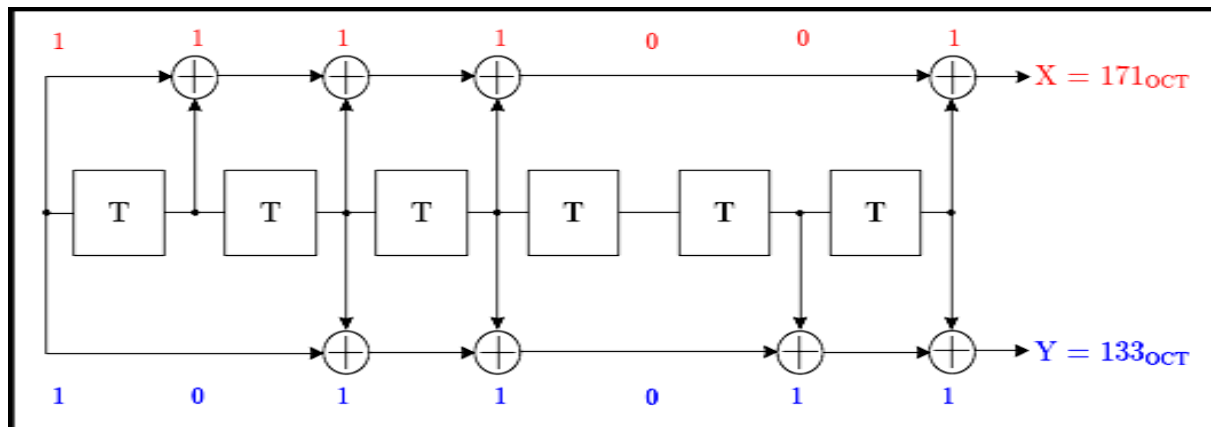 1 1 1 1 0 0 1
X = 171OCT
T T T T T T
Y = 133OCT
1 0 1 1 0 1 1